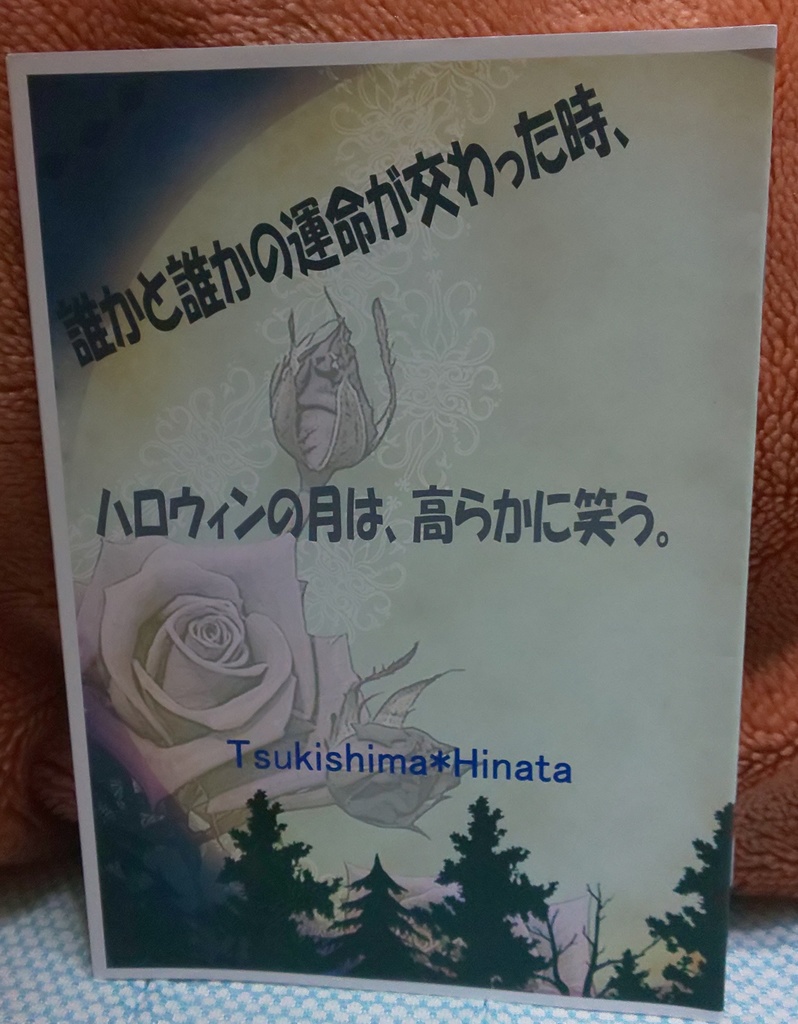 誰かと誰かの運命が交わった時、
ハロウィンの月は、高らかに笑う。
Tsukishima*Hinata